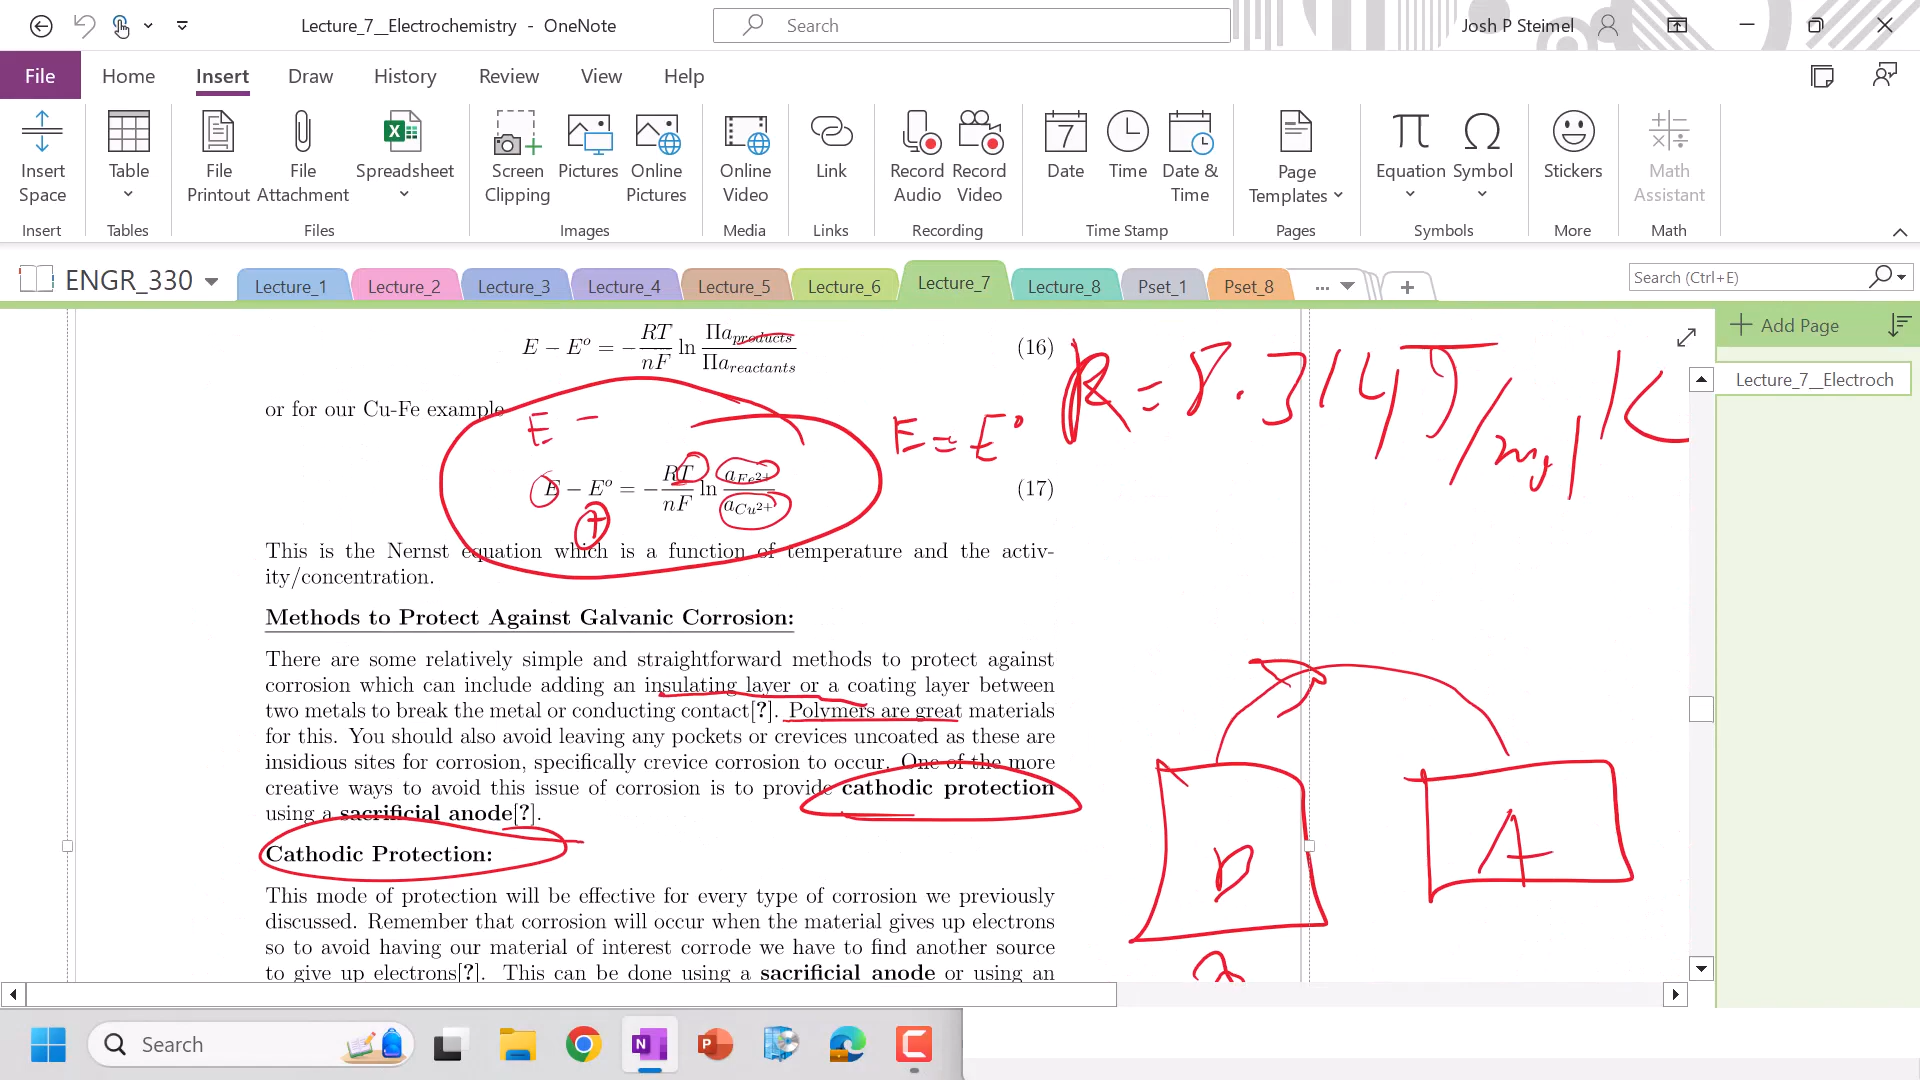 Lecture_7__Electrochemistry - OneNote
Search
Josh P Steimel
File Home Insert Draw History Review View Help
Insert Space
Table
File Printout
File Attachment
Spreadsheet
Screen Clipping
Pictures
Online Pictures
Online Video
Link
Record Audio
Record Video
Date
Time
Date & Time
Page Templates
Equation
Symbol
Stickers
Math Assistant
Insert Tables Files Images Media Links Recording Time Stamp Pages Symbols More Math
ENGR_330 Lecture_1 Lecture_2 Lecture_3 Lecture_4 Lecture_5 Lecture_6 Lecture_7 Lecture_8 Pset_1 Pset_8 ... +
Search (Ctrl+E)
Add Page
Lecture_7__Electroch
E − Eº = −RT/nF ln Πa_products/Πa_reactants (16)
R = 8.314 J/mol K
or for our Cu-Fe example
E −
E = E°
E − Eº = −RT/nF ln a_Fe²⁺/a_Cu²⁺ (17)
+
This is the Nernst equation which is a function of temperature and the activ-
ity/concentration.
Methods to Protect Against Galvanic Corrosion:
There are some relatively simple and straightforward methods to protect against
corrosion which can include adding an insulating layer or a coating layer between
two metals to break the metal or conducting contact[?]. Polymers are great materials
for this. You should also avoid leaving any pockets or crevices uncoated as these are
insidious sites for corrosion, specifically crevice corrosion to occur. One of the more
creative ways to avoid this issue of corrosion is to provide cathodic protection
using a sacrificial anode[?].
Cathodic Protection:
This mode of protection will be effective for every type of corrosion we previously
discussed. Remember that corrosion will occur when the material gives up electrons
so to avoid having our material of interest corrode we have to find another source
to give up electrons[?]. This can be done using a sacrificial anode or using an
A
Search